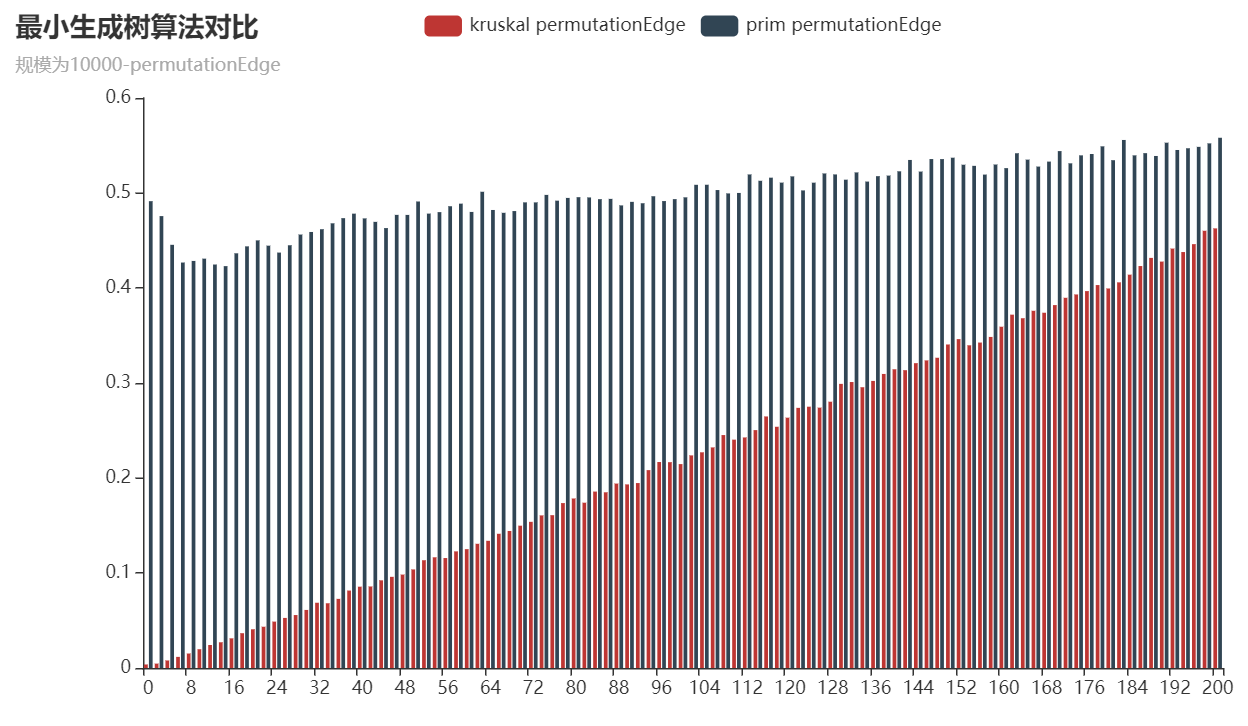 最小生成树算法对比
kruskal permutationEdge prim permutationEdge
规模为10000-permutationEdge
0.6
0.5
0.4
0.3
0.2
0.1
0
0 8 16 24 32 40 48 56 64 72 80 88 96 104 112 120 128 136 144 152 160 168 176 184 192 200